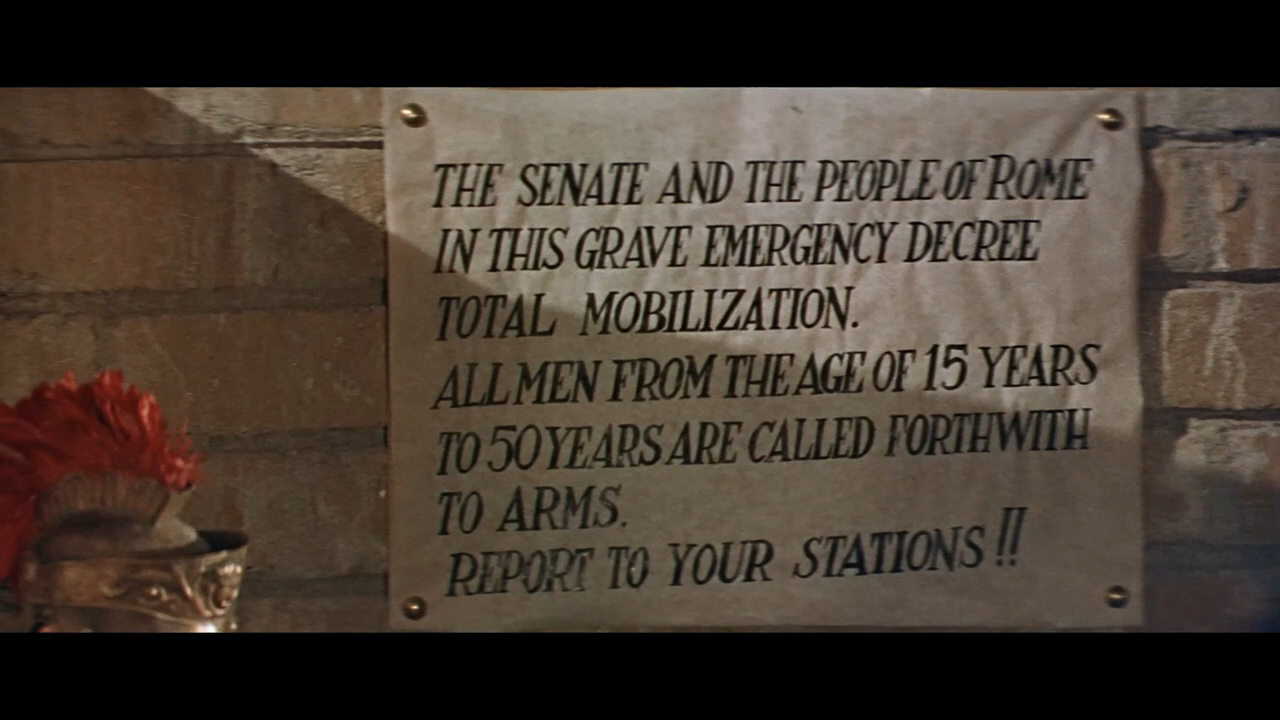 THE SENATE AND THE PEOPLE OF ROME
IN THIS GRAVE EMERGENCY DECREE
TOTAL MOBILIZATION.
ALL MEN FROM THE AGE OF 15 YEARS
TO 50 YEARS ARE CALLED FORTHWITH
TO ARMS.
REPORT TO YOUR STATIONS!!